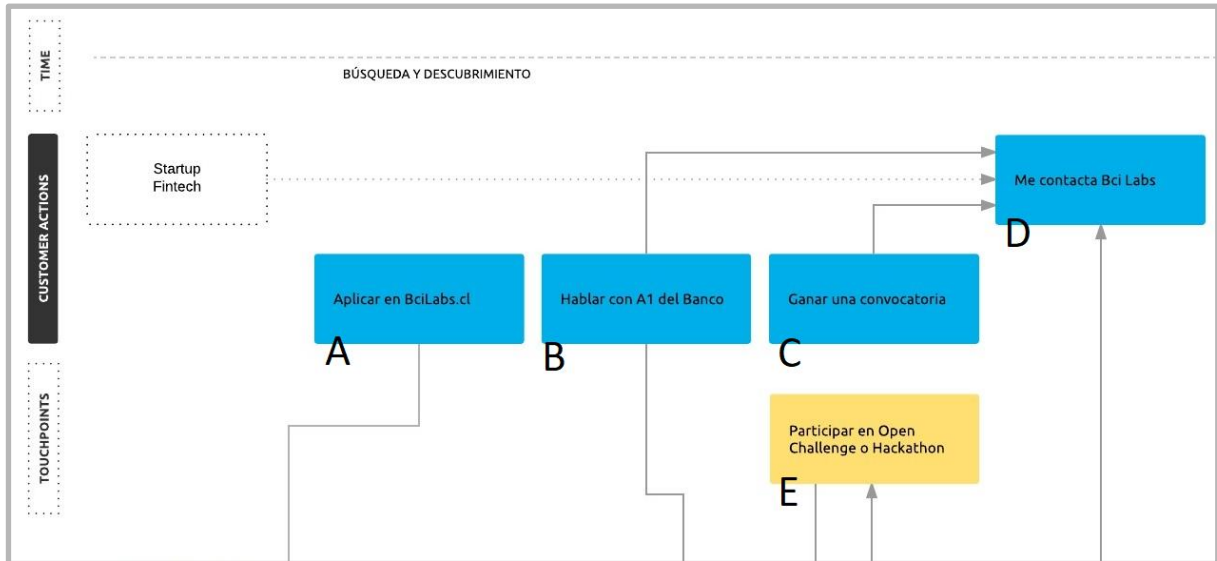 TIME
BÚSQUEDA Y DESCUBRIMIENTO
CUSTOMER ACTIONS
Startup
Fintech
Me contacta Bci Labs
D
Aplicar en BciLabs.cl
A
Hablar con A1 del Banco
B
Ganar una convocatoria
C
TOUCHPOINTS
Participar en Open
Challenge o Hackathon
E